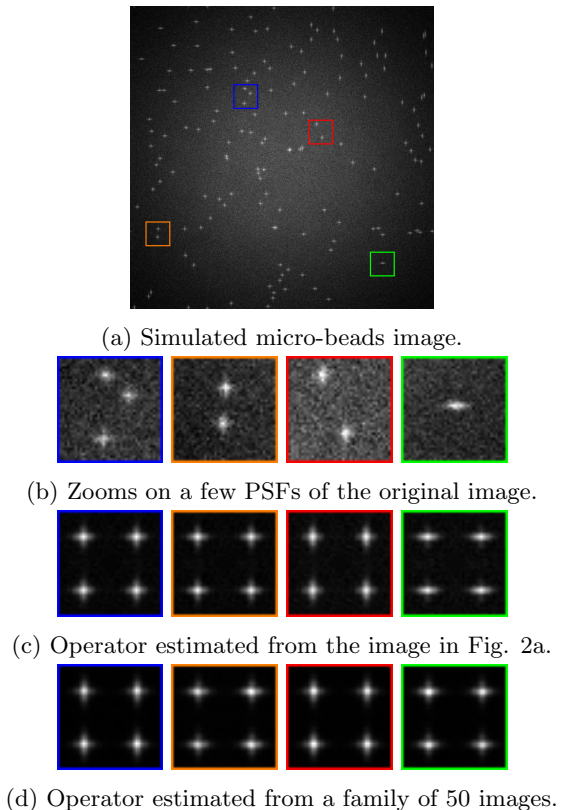 (a) Simulated micro-beads image.
(b) Zooms on a few PSFs of the original image.
(c) Operator estimated from the image in Fig. 2a.
(d) Operator estimated from a family of 50 images.